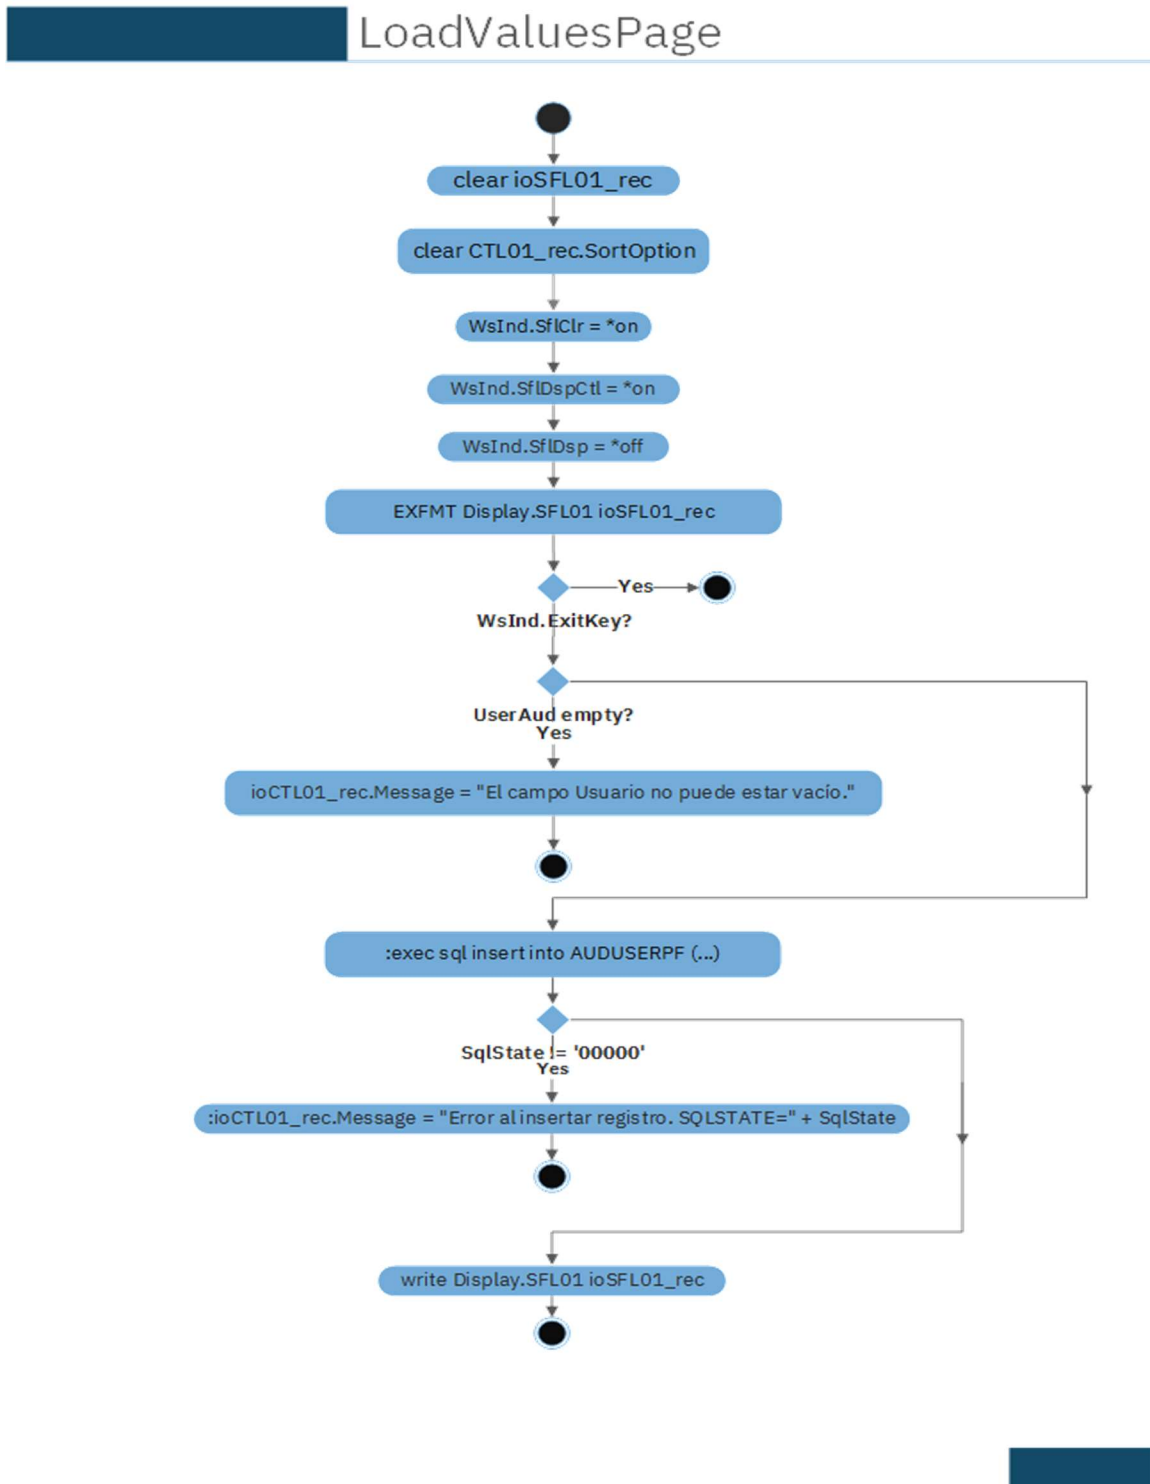 LoadValuesPage
clear ioSFL01_rec
clear CTL01_rec.SortOption
WsInd.SflClr = *on
WsInd.SflDspCtl = *on
WsInd.SflDsp = *off
EXFMT Display.SFL01 ioSFL01_rec
Yes
WsInd.ExitKey?
UserAud empty?
Yes
ioCTL01_rec.Message = "El campo Usuario no puede estar vacío."
:exec sql insert into AUDUSERPF (...)
SqlState != '00000'
Yes
:ioCTL01_rec.Message = "Error al insertar registro. SQLSTATE=" + SqlState
write Display.SFL01 ioSFL01_rec